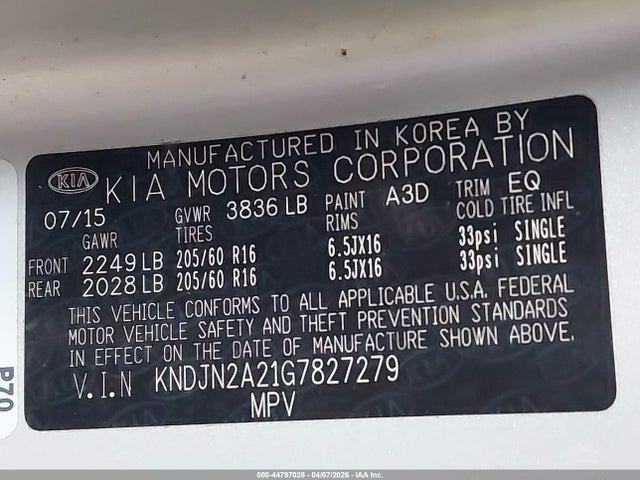 MANUFACTURED IN KOREA BY
KIA KIA MOTORS CORPORATION
07/15 GVWR 3836 LB PAINT A3D TRIM EQ
GAWR TIRES RIMS COLD TIRE INFL
FRONT 2249 LB 205/60 R16 6.5JX16 33psi SINGLE
REAR 2028 LB 205/60 R16 6.5JX16 33psi SINGLE
THIS VEHICLE CONFORMS TO ALL APPLICABLE U.S.A. FEDERAL
MOTOR VEHICLE SAFETY AND THEFT PREVENTION STANDARDS
IN EFFECT ON THE DATE OF MANUFACTURE SHOWN ABOVE.
V.I.N KNDJN2A21G7827279
MPV
P70
000-44797028 - 04/07/2026 - IAA Inc.